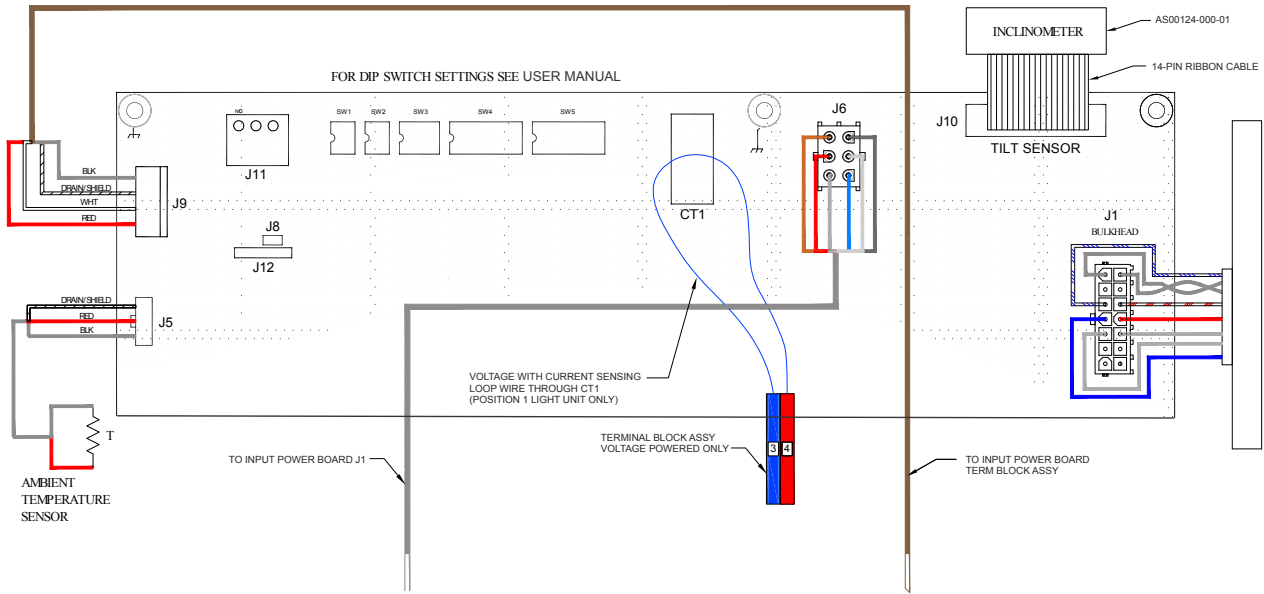 AS00124-000-01
INCLINOMETER
14-PIN RIBBON CABLE
FOR DIP SWITCH SETTINGS SEE USER MANUAL
NO
SW1
SW2
SW3
SW4
SW5
J6
J10
TILT SENSOR
J11
BLK
DRAIN/SHIELD
WHT
RED
J9
CT1
J1
BULKHEAD
J8
J12
DRAIN/SHIELD
RED
BLK
J5
VOLTAGE WITH CURRENT SENSING
LOOP WIRE THROUGH CT1
(POSITION 1 LIGHT UNIT ONLY)
T
TO INPUT POWER BOARD J1
TERMINAL BLOCK ASSY
VOLTAGE POWERED ONLY
3
4
TO INPUT POWER BOARD
TERM BLOCK ASSY
AMBIENT
TEMPERATURE
SENSOR